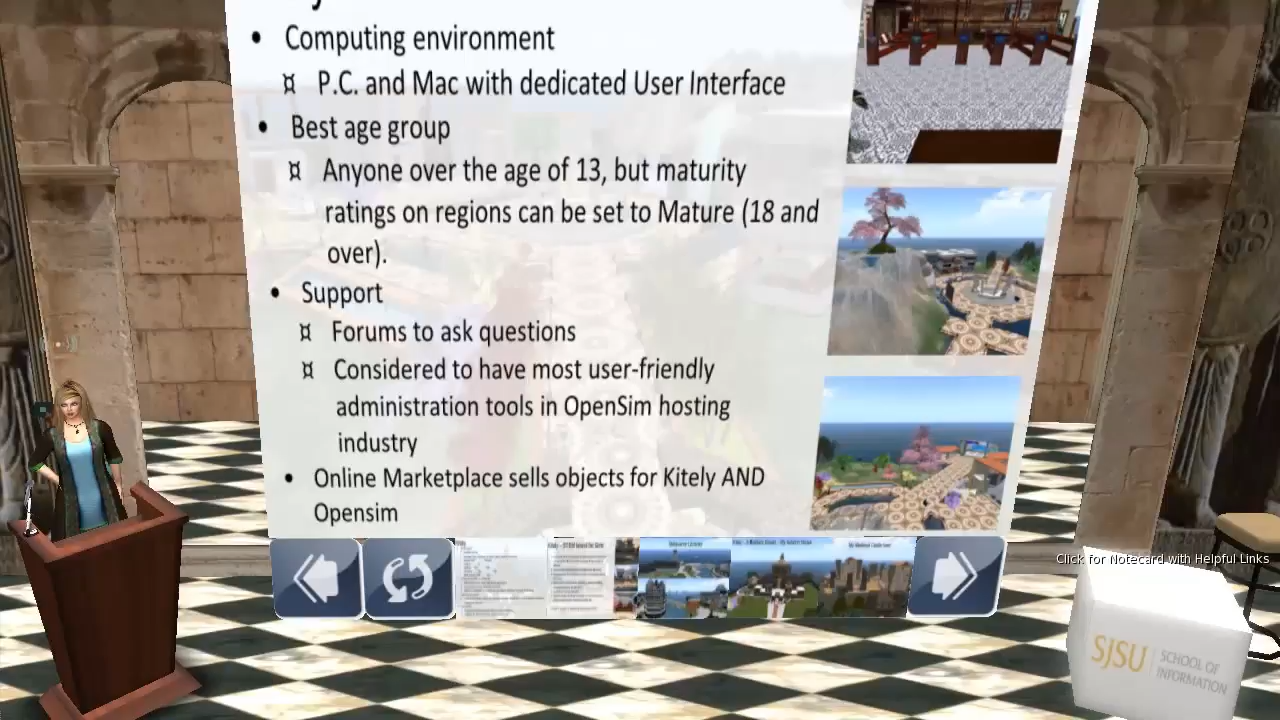 • Computing environment
¤ P.C. and Mac with dedicated User Interface
• Best age group
¤ Anyone over the age of 13, but maturity
ratings on regions can be set to Mature (18 and
over).
• Support
¤ Forums to ask questions
¤ Considered to have most user-friendly
administration tools in OpenSim hosting
industry
• Online Marketplace sells objects for Kitely AND
Opensim
Click for Notecard with Helpful Links
SJSU SCHOOL OF
INFORMATION